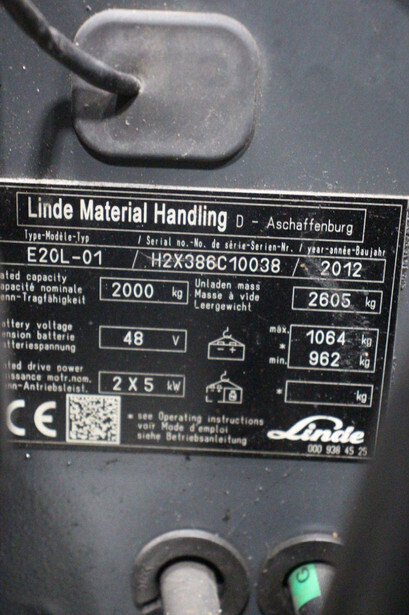 Linde Material Handling D - Aschaffenburg
Type-Modèle-Typ / Serial no.-No. de série-Serien-Nr. / year-année-Baujahr
E20L-01 / H2X386C10038 / 2012
ated capacity
apacité nominale
enn-Tragfähigkeit
2000 kg
Unladen mass
Masse à vide
Leergewicht
2605 kg
attery voltage
ension batterie
atteriespannung
48 V
- +
máx. 1064 kg
*
min. 962 kg
ted drive power
issance motr.nom.
nn-Antriebsleist.
2 X 5 kW
L
* kg
CE
* see Operating instructions
voir Mode d'emploi
siehe Betriebsanleitung
Linde
000 938 45 25
G